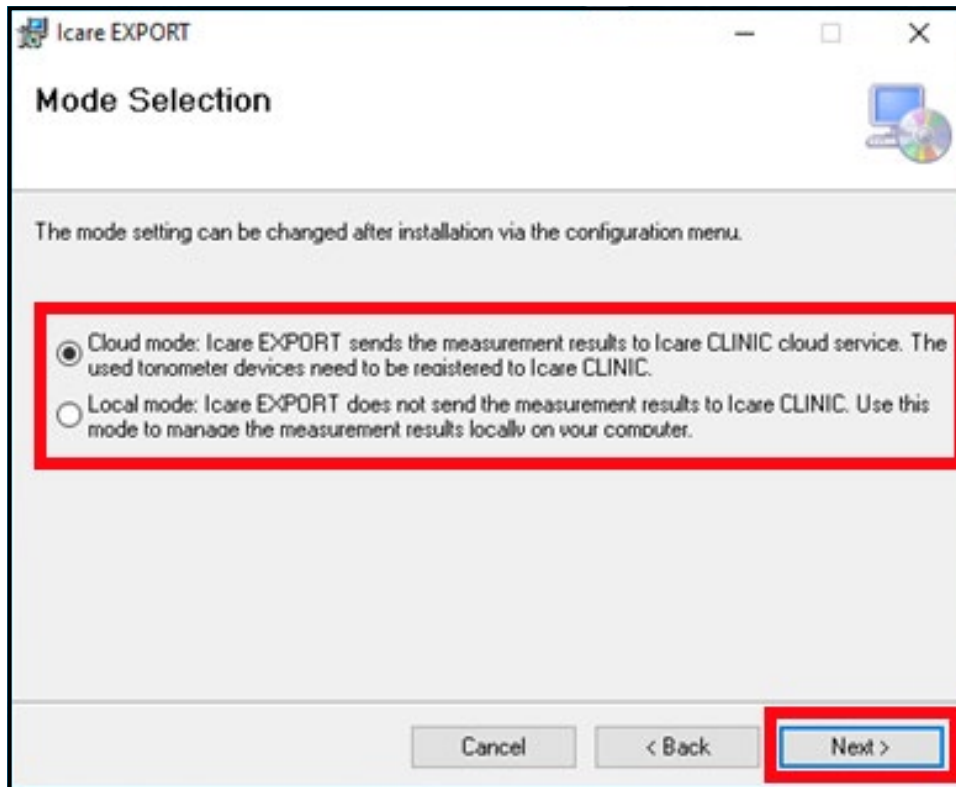 Icare EXPORT
Mode Selection
The mode setting can be changed after installation via the configuration menu.
Cloud mode: Icare EXPORT sends the measurement results to Icare CLINIC cloud service. The
used tonometer devices need to be registered to Icare CLINIC.
Local mode: Icare EXPORT does not send the measurement results to Icare CLINIC. Use this
mode to manage the measurement results locally on your computer.
Cancel
< Back
Next >